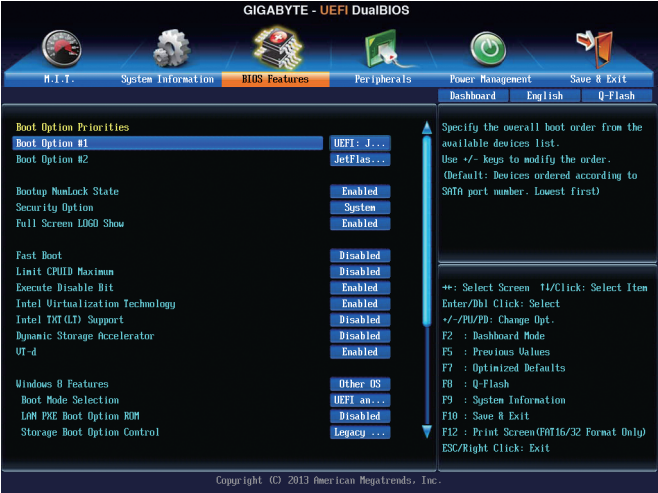 GIGABYTE - UEFI DualBIOS
M.I.T. System Information BIOS Features Peripherals Power Management Save & Exit
Dashboard English Q-Flash
Boot Option Priorities
Boot Option #1 UEFI: J...
Boot Option #2 JetFlas...
Bootup NumLock State Enabled
Security Option System
Full Screen LOGO Show Enabled
Fast Boot Disabled
Limit CPUID Maximum Disabled
Execute Disable Bit Enabled
Intel Virtualization Technology Enabled
Intel TXT(LT) Support Disabled
Dynamic Storage Accelerator Disabled
VT-d Enabled
Windows 8 Features Other OS
Boot Mode Selection UEFI an...
LAN PXE Boot Option ROM Disabled
Storage Boot Option Control Legacy ...
Specify the overall boot order from the
available devices list.
Use +/- keys to modify the order.
(Default: Devices ordered according to
SATA port number. Lowest first)
→←: Select Screen ↑↓/Click: Select Item
Enter/Dbl Click: Select
+/-/PU/PD: Change Opt.
F2 : Dashboard Mode
F5 : Previous Values
F7 : Optimized Defaults
F8 : Q-Flash
F9 : System Information
F10 : Save & Exit
F12 : Print Screen(FAT16/32 Format Only)
ESC/Right Click: Exit
Copyright (C) 2013 American Megatrends, Inc.